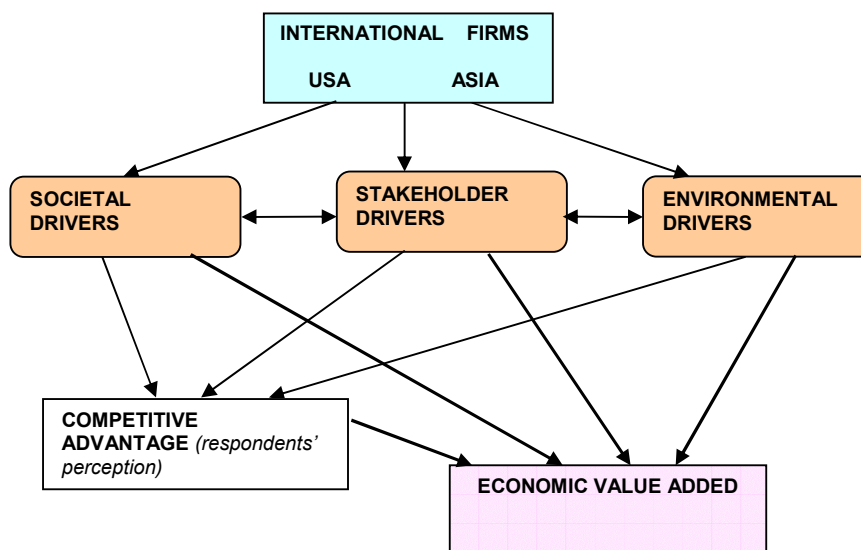 INTERNATIONAL FIRMS
USA ASIA
SOCIETAL
DRIVERS
STAKEHOLDER
DRIVERS
ENVIRONMENTAL
DRIVERS
COMPETITIVE
ADVANTAGE (respondents’
perception)
ECONOMIC VALUE ADDED